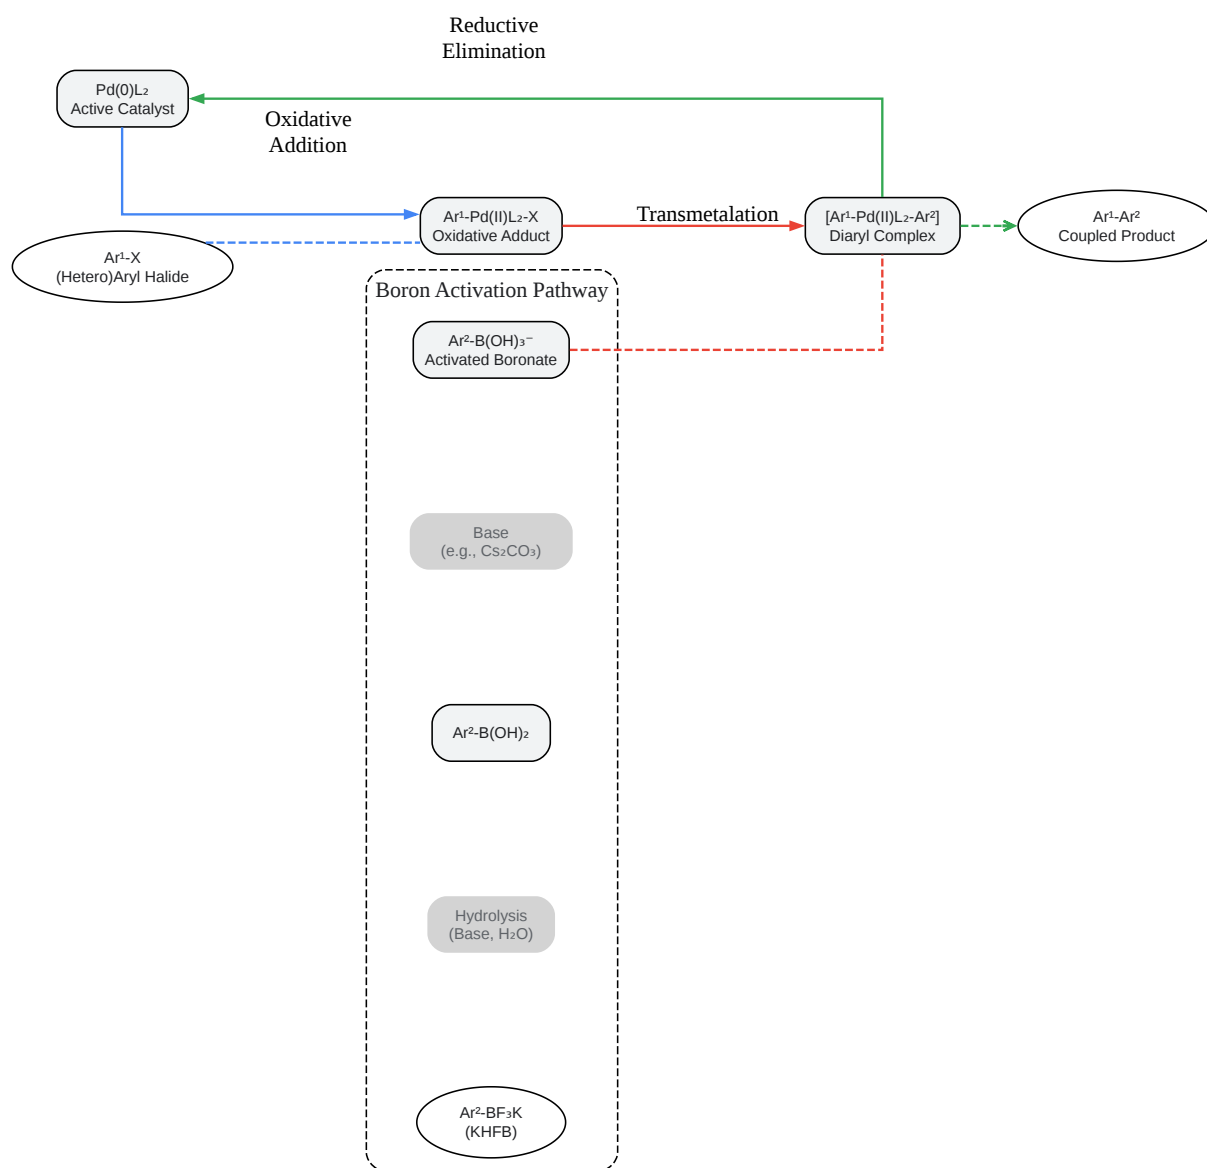 Reductive
Elimination
Pd(0)L₂
Active Catalyst
Oxidative
Addition
Ar¹-X
(Hetero)Aryl Halide
Ar¹-Pd(II)L₂-X
Oxidative Adduct
Transmetalation
[Ar¹-Pd(II)L₂-Ar²]
Diaryl Complex
Ar¹-Ar²
Coupled Product
Boron Activation Pathway
Ar²-B(OH)₃⁻
Activated Boronate
Base
(e.g., Cs₂CO₃)
Ar²-B(OH)₂
Hydrolysis
(Base, H₂O)
Ar²-BF₃K
(KHFB)